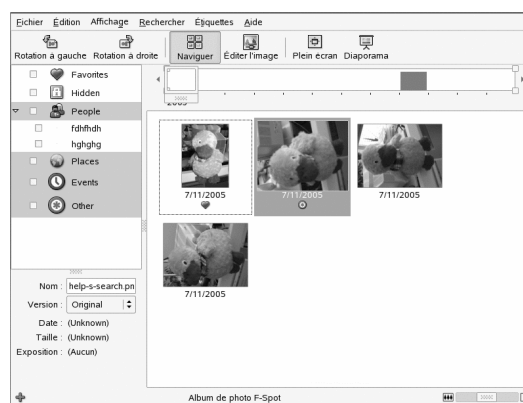 Fichier Édition Affichage Rechercher Étiquettes Aide
Rotation à gauche Rotation à droite Naviguer Éditer l'image Plein écran Diaporama
Favorites
Hidden
People
fdhfhdh
hghghg
Places
Events
Other
2005
7/11/2005
7/11/2005
7/11/2005
7/11/2005
Nom : help-s-search.pn
Version : Original
Date : (Unknown)
Taille : (Unknown)
Exposition : (Aucun)
Album de photo F-Spot